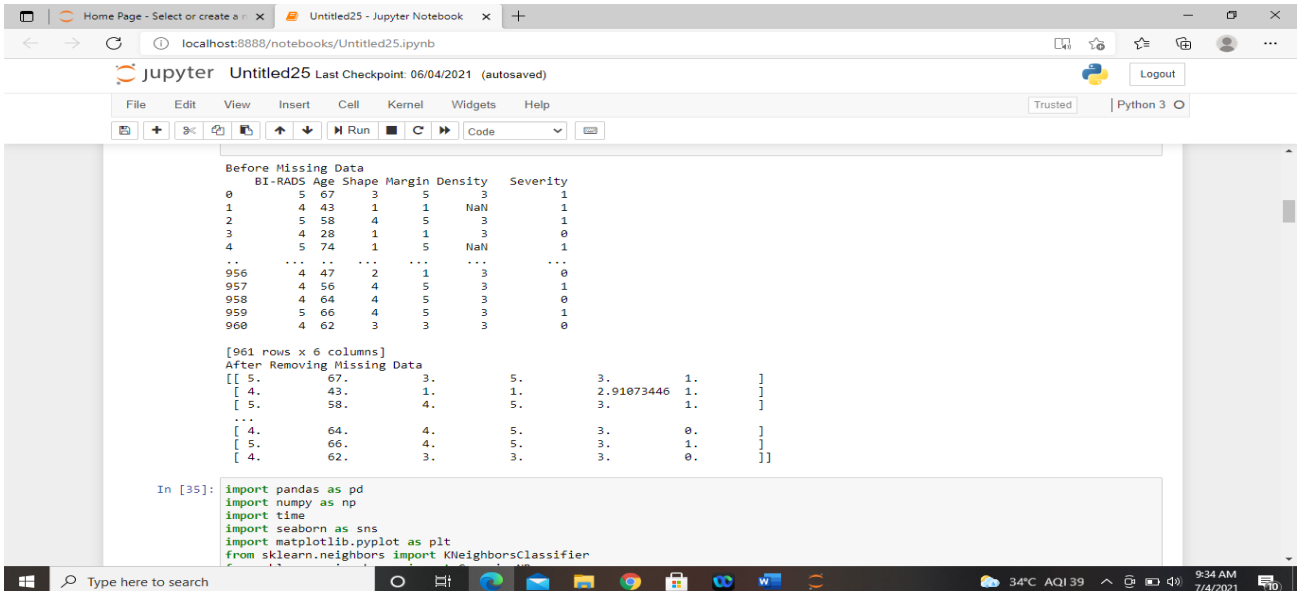 Home Page - Select or create a n
Untitled25 - Jupyter Notebook
localhost:8888/notebooks/Untitled25.ipynb
jupyter Untitled25 Last Checkpoint: 06/04/2021 (autosaved)
Logout
File Edit View Insert Cell Kernel Widgets Help
Trusted Python 3
Run Code
Before Missing Data
BI-RADS Age Shape Margin Density Severity
0 5 67 3 5 3 1
1 4 43 1 1 NaN 1
2 5 58 4 5 3 1
3 4 28 1 1 3 0
4 5 74 1 5 NaN 1
.. ... .. ... ... ... ...
956 4 47 2 1 3 0
957 4 56 4 5 3 1
958 4 64 4 5 3 0
959 5 66 4 5 3 1
960 4 62 3 3 3 0
[961 rows x 6 columns]
After Removing Missing Data
[[ 5. 67. 3. 5. 3. 1. ]
[ 4. 43. 1. 1. 2.91073446 1. ]
[ 5. 58. 4. 5. 3. 1. ]
...
[ 4. 64. 4. 5. 3. 0. ]
[ 5. 66. 4. 5. 3. 1. ]
[ 4. 62. 3. 3. 3. 0. ]]
In [35]: import pandas as pd
import numpy as np
import time
import seaborn as sns
import matplotlib.pyplot as plt
from sklearn.neighbors import KNeighborsClassifier
Type here to search
34°C AQI 39
9:34 AM
7/4/2021